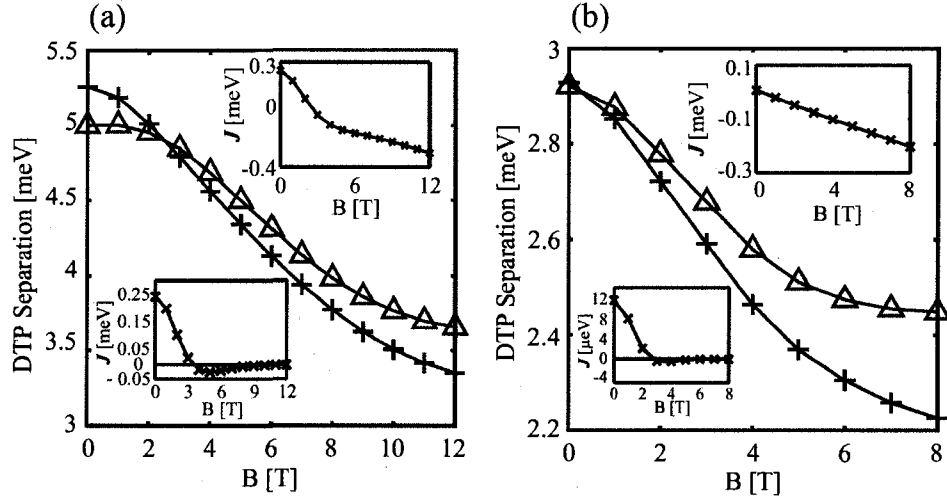 (a)
5.5
5
4.5
4
3.5
3
DTP Separation [meV]
0 2 4 6 8 10 12
B [T]
0.3
0
-0.4
J [meV]
0 6 12
B [T]
0.25
0.15
0.05
0
-0.05
J [meV]
0 3 6 9 12
B [T]
(b)
3
2.8
2.6
2.4
2.2
DTP Separation [meV]
0 2 4 6 8
B [T]
0.1
-0.1
-0.3
J [meV]
0 2 4 6 8
B [T]
12
8
4
0
-4
J [μeV]
0 2 4 6 8
B [T]